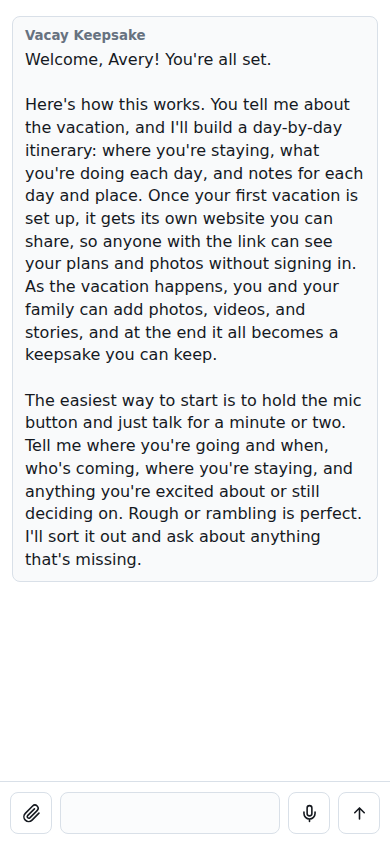 Vacay Keepsake
Welcome, Avery! You're all set.
Here's how this works. You tell me about
the vacation, and I'll build a day-by-day
itinerary: where you're staying, what
you're doing each day, and notes for each
day and place. Once your first vacation is
set up, it gets its own website you can
share, so anyone with the link can see
your plans and photos without signing in.
As the vacation happens, you and your
family can add photos, videos, and
stories, and at the end it all becomes a
keepsake you can keep.
The easiest way to start is to hold the mic
button and just talk for a minute or two.
Tell me where you're going and when,
who's coming, where you're staying, and
anything you're excited about or still
deciding on. Rough or rambling is perfect.
I'll sort it out and ask about anything
that's missing.